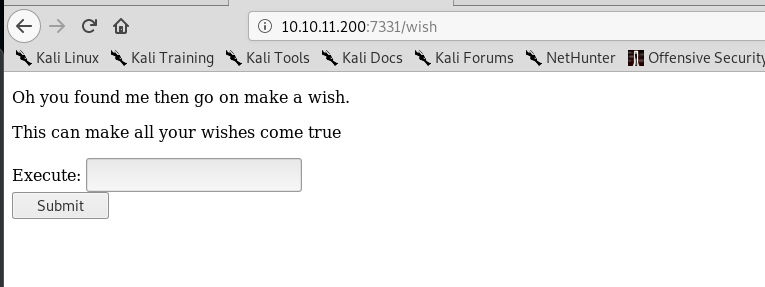 10.10.11.200:7331/wish
Kali Linux Kali Training Kali Tools Kali Docs Kali Forums NetHunter Offensive Security
Oh you found me then go on make a wish.
This can make all your wishes come true
Execute:
Submit